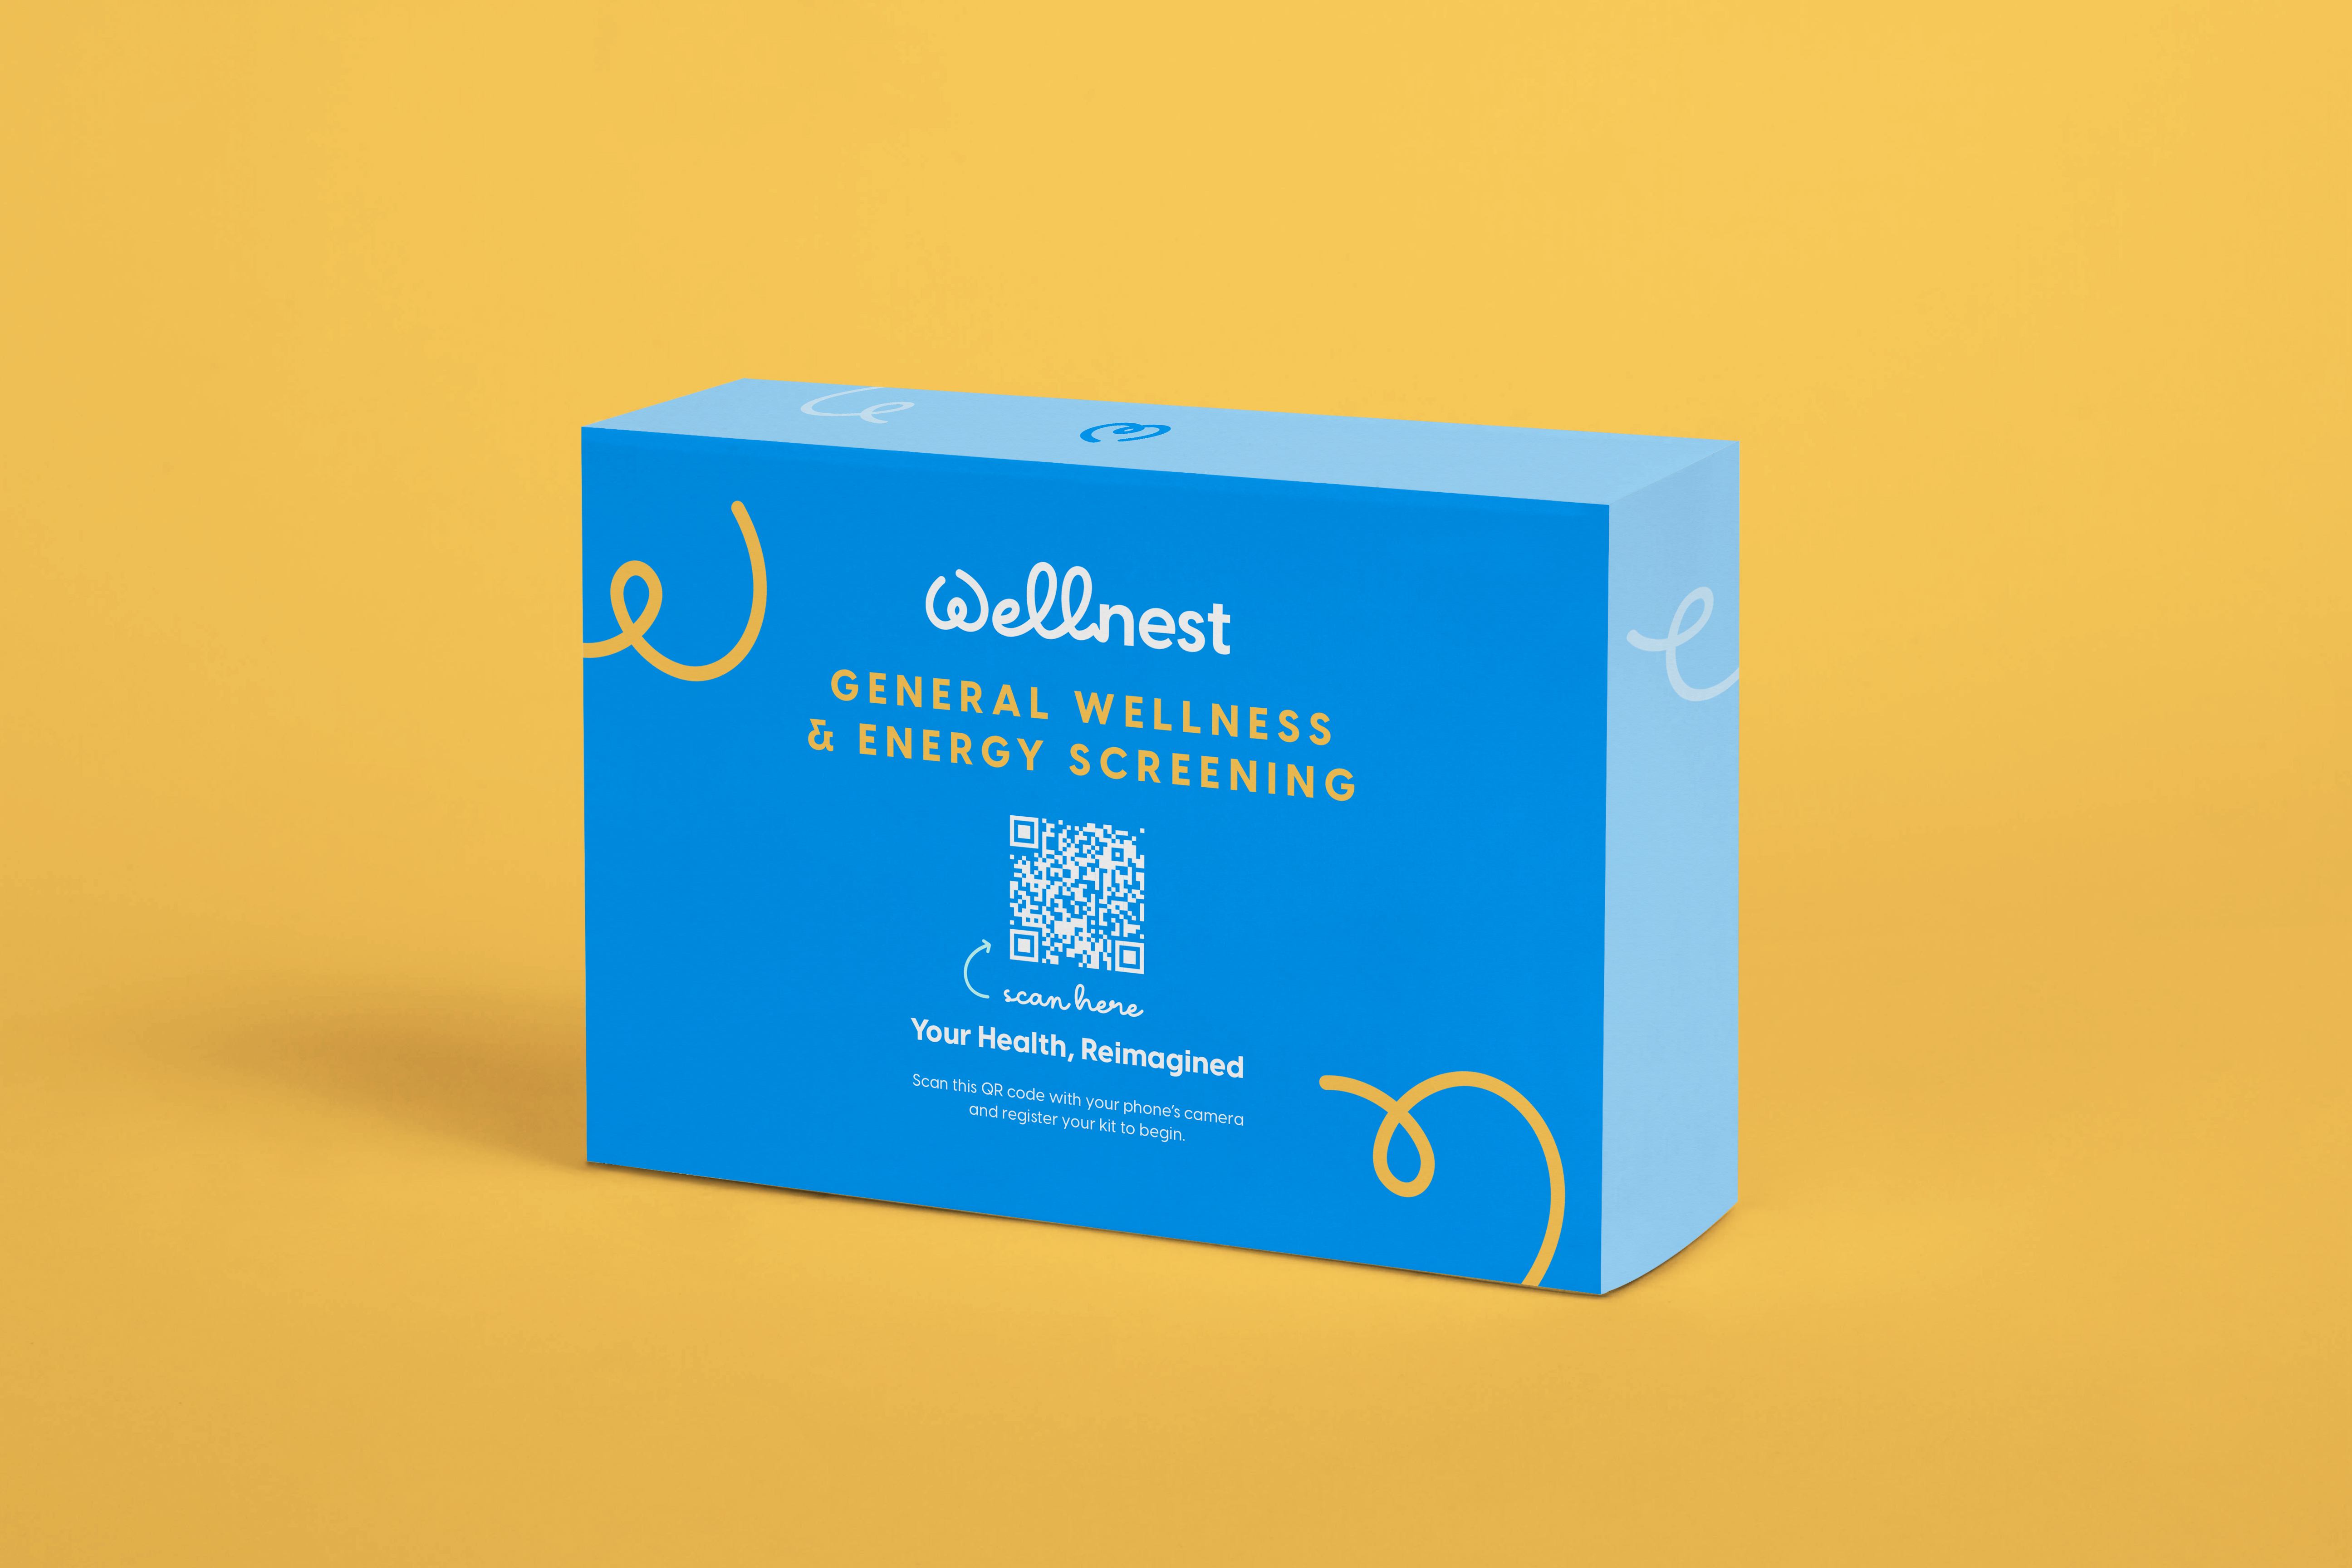 wellnest
GENERAL WELLNESS
& ENERGY SCREENING
scan here
Your Health, Reimagined
Scan this QR code with your phone's camera
and register your kit to begin.